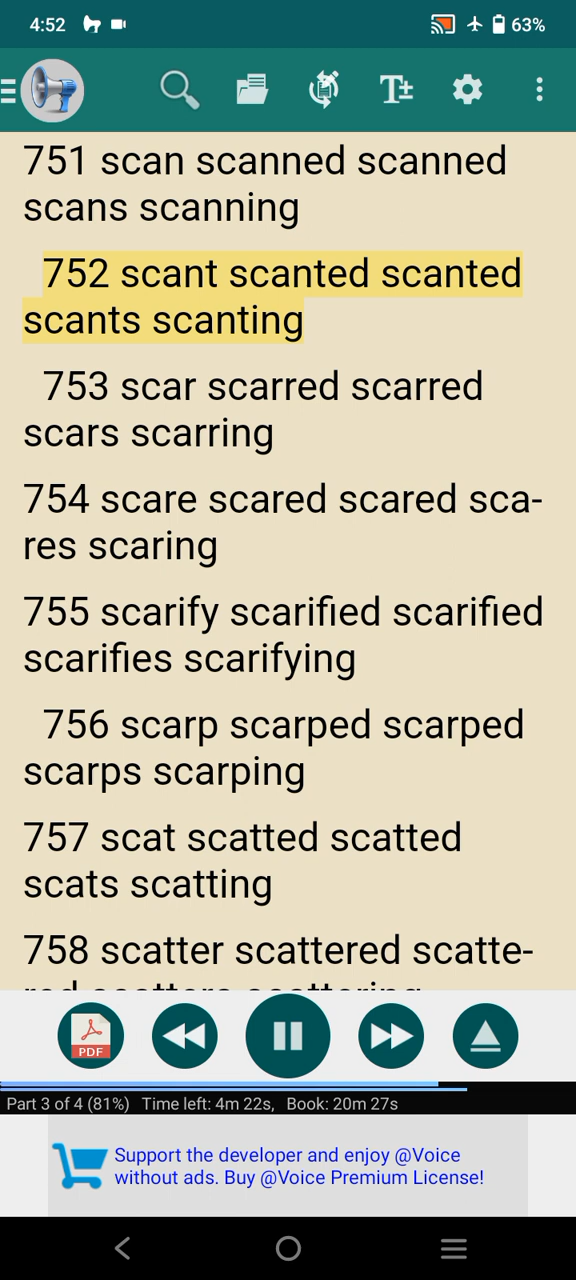 4:52
63%
751 scan scanned scanned
scans scanning
752 scant scanted scanted
scants scanting
753 scar scarred scarred
scars scarring
754 scare scared scared sca-
res scaring
755 scarify scarified scarified
scarifies scarifying
756 scarp scarped scarped
scarps scarping
757 scat scatted scatted
scats scatting
758 scatter scattered scatte-
red scatters scattering
PDF
Part 3 of 4 (81%) Time left: 4m 22s, Book: 20m 27s
Support the developer and enjoy @Voice
without ads. Buy @Voice Premium License!